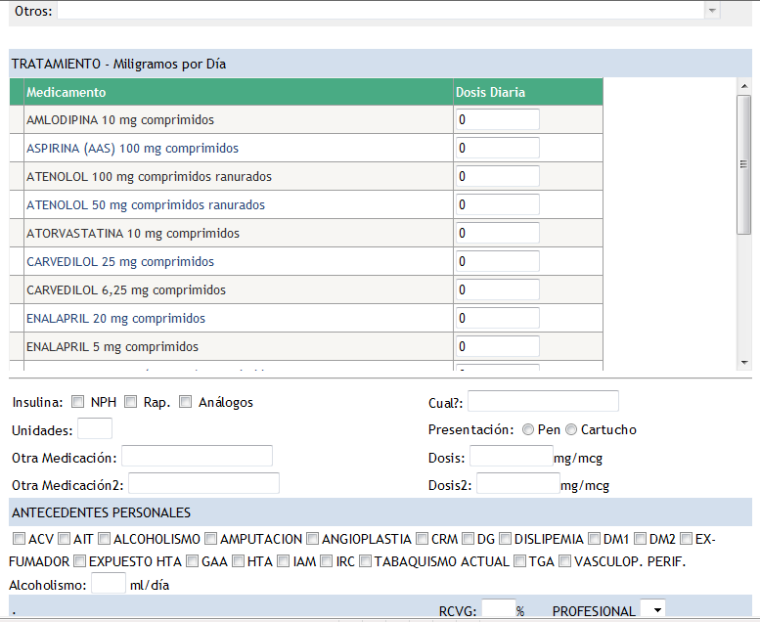 Otros:
TRATAMIENTO - Miligramos por Día
Medicamento Dosis Diaria
AMLODIPINA 10 mg comprimidos 0
ASPIRINA (AAS) 100 mg comprimidos 0
ATENOLOL 100 mg comprimidos ranurados 0
ATENOLOL 50 mg comprimidos ranurados 0
ATORVASTATINA 10 mg comprimidos 0
CARVEDILOL 25 mg comprimidos 0
CARVEDILOL 6,25 mg comprimidos 0
ENALAPRIL 20 mg comprimidos 0
ENALAPRIL 5 mg comprimidos 0
Insulina: NPH Rap. Análogos Cual?:
Unidades: Presentación: Pen Cartucho
Otra Medicación: Dosis: mg/mcg
Otra Medicación2: Dosis2: mg/mcg
ANTECEDENTES PERSONALES
ACV AIT ALCOHOLISMO AMPUTACION ANGIOPLASTIA CRM DG DISLIPEMIA DM1 DM2 EX-
FUMADOR EXPUESTO HTA GAA HTA IAM IRC TABAQUISMO ACTUAL TGA VASCULOP. PERIF.
Alcoholismo: ml/día
. RCVG: % PROFESIONAL